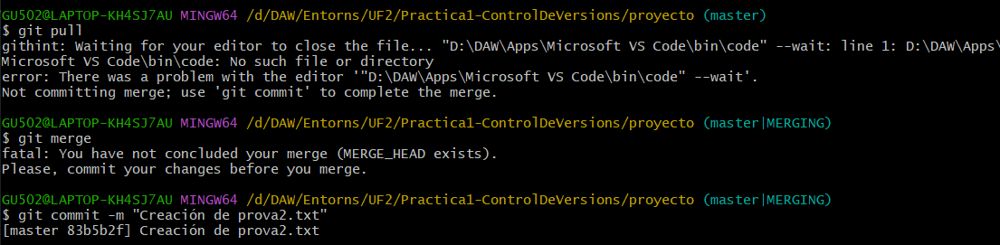 GU502@LAPTOP-KH4SJ7AU MINGW64 /d/DAW/Entorns/UF2/Practica1-ControlDeVersions/proyecto (master)
$ git pull
githint: Waiting for your editor to close the file... "D:\DAW\Apps\Microsoft VS Code\bin\code" --wait: line 1: D:\DAW\Apps\
Microsoft VS Code\bin\code: No such file or directory
error: There was a problem with the editor '"D:\DAW\Apps\Microsoft VS Code\bin\code" --wait'.
Not committing merge; use 'git commit' to complete the merge.
GU502@LAPTOP-KH4SJ7AU MINGW64 /d/DAW/Entorns/UF2/Practica1-ControlDeVersions/proyecto (master|MERGING)
$ git merge
fatal: You have not concluded your merge (MERGE_HEAD exists).
Please, commit your changes before you merge.
GU502@LAPTOP-KH4SJ7AU MINGW64 /d/DAW/Entorns/UF2/Practica1-ControlDeVersions/proyecto (master|MERGING)
$ git commit -m "Creación de prova2.txt"
[master 83b5b2f] Creación de prova2.txt